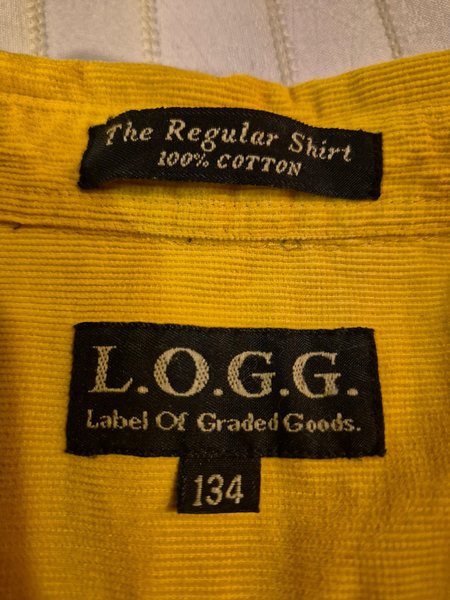 The Regular Shirt
100% COTTON
L.O.G.G.
Label Of Graded Goods.
134